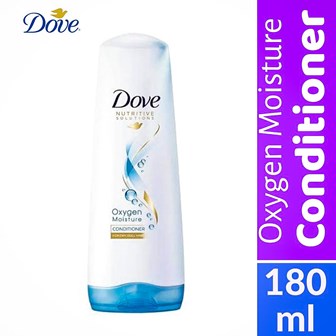 Dove
Dove
NUTRITIVE
SOLUTIONS
Oxygen
Moisture
CONDITIONER
Oxygen Moisture
Conditioner
180
ml